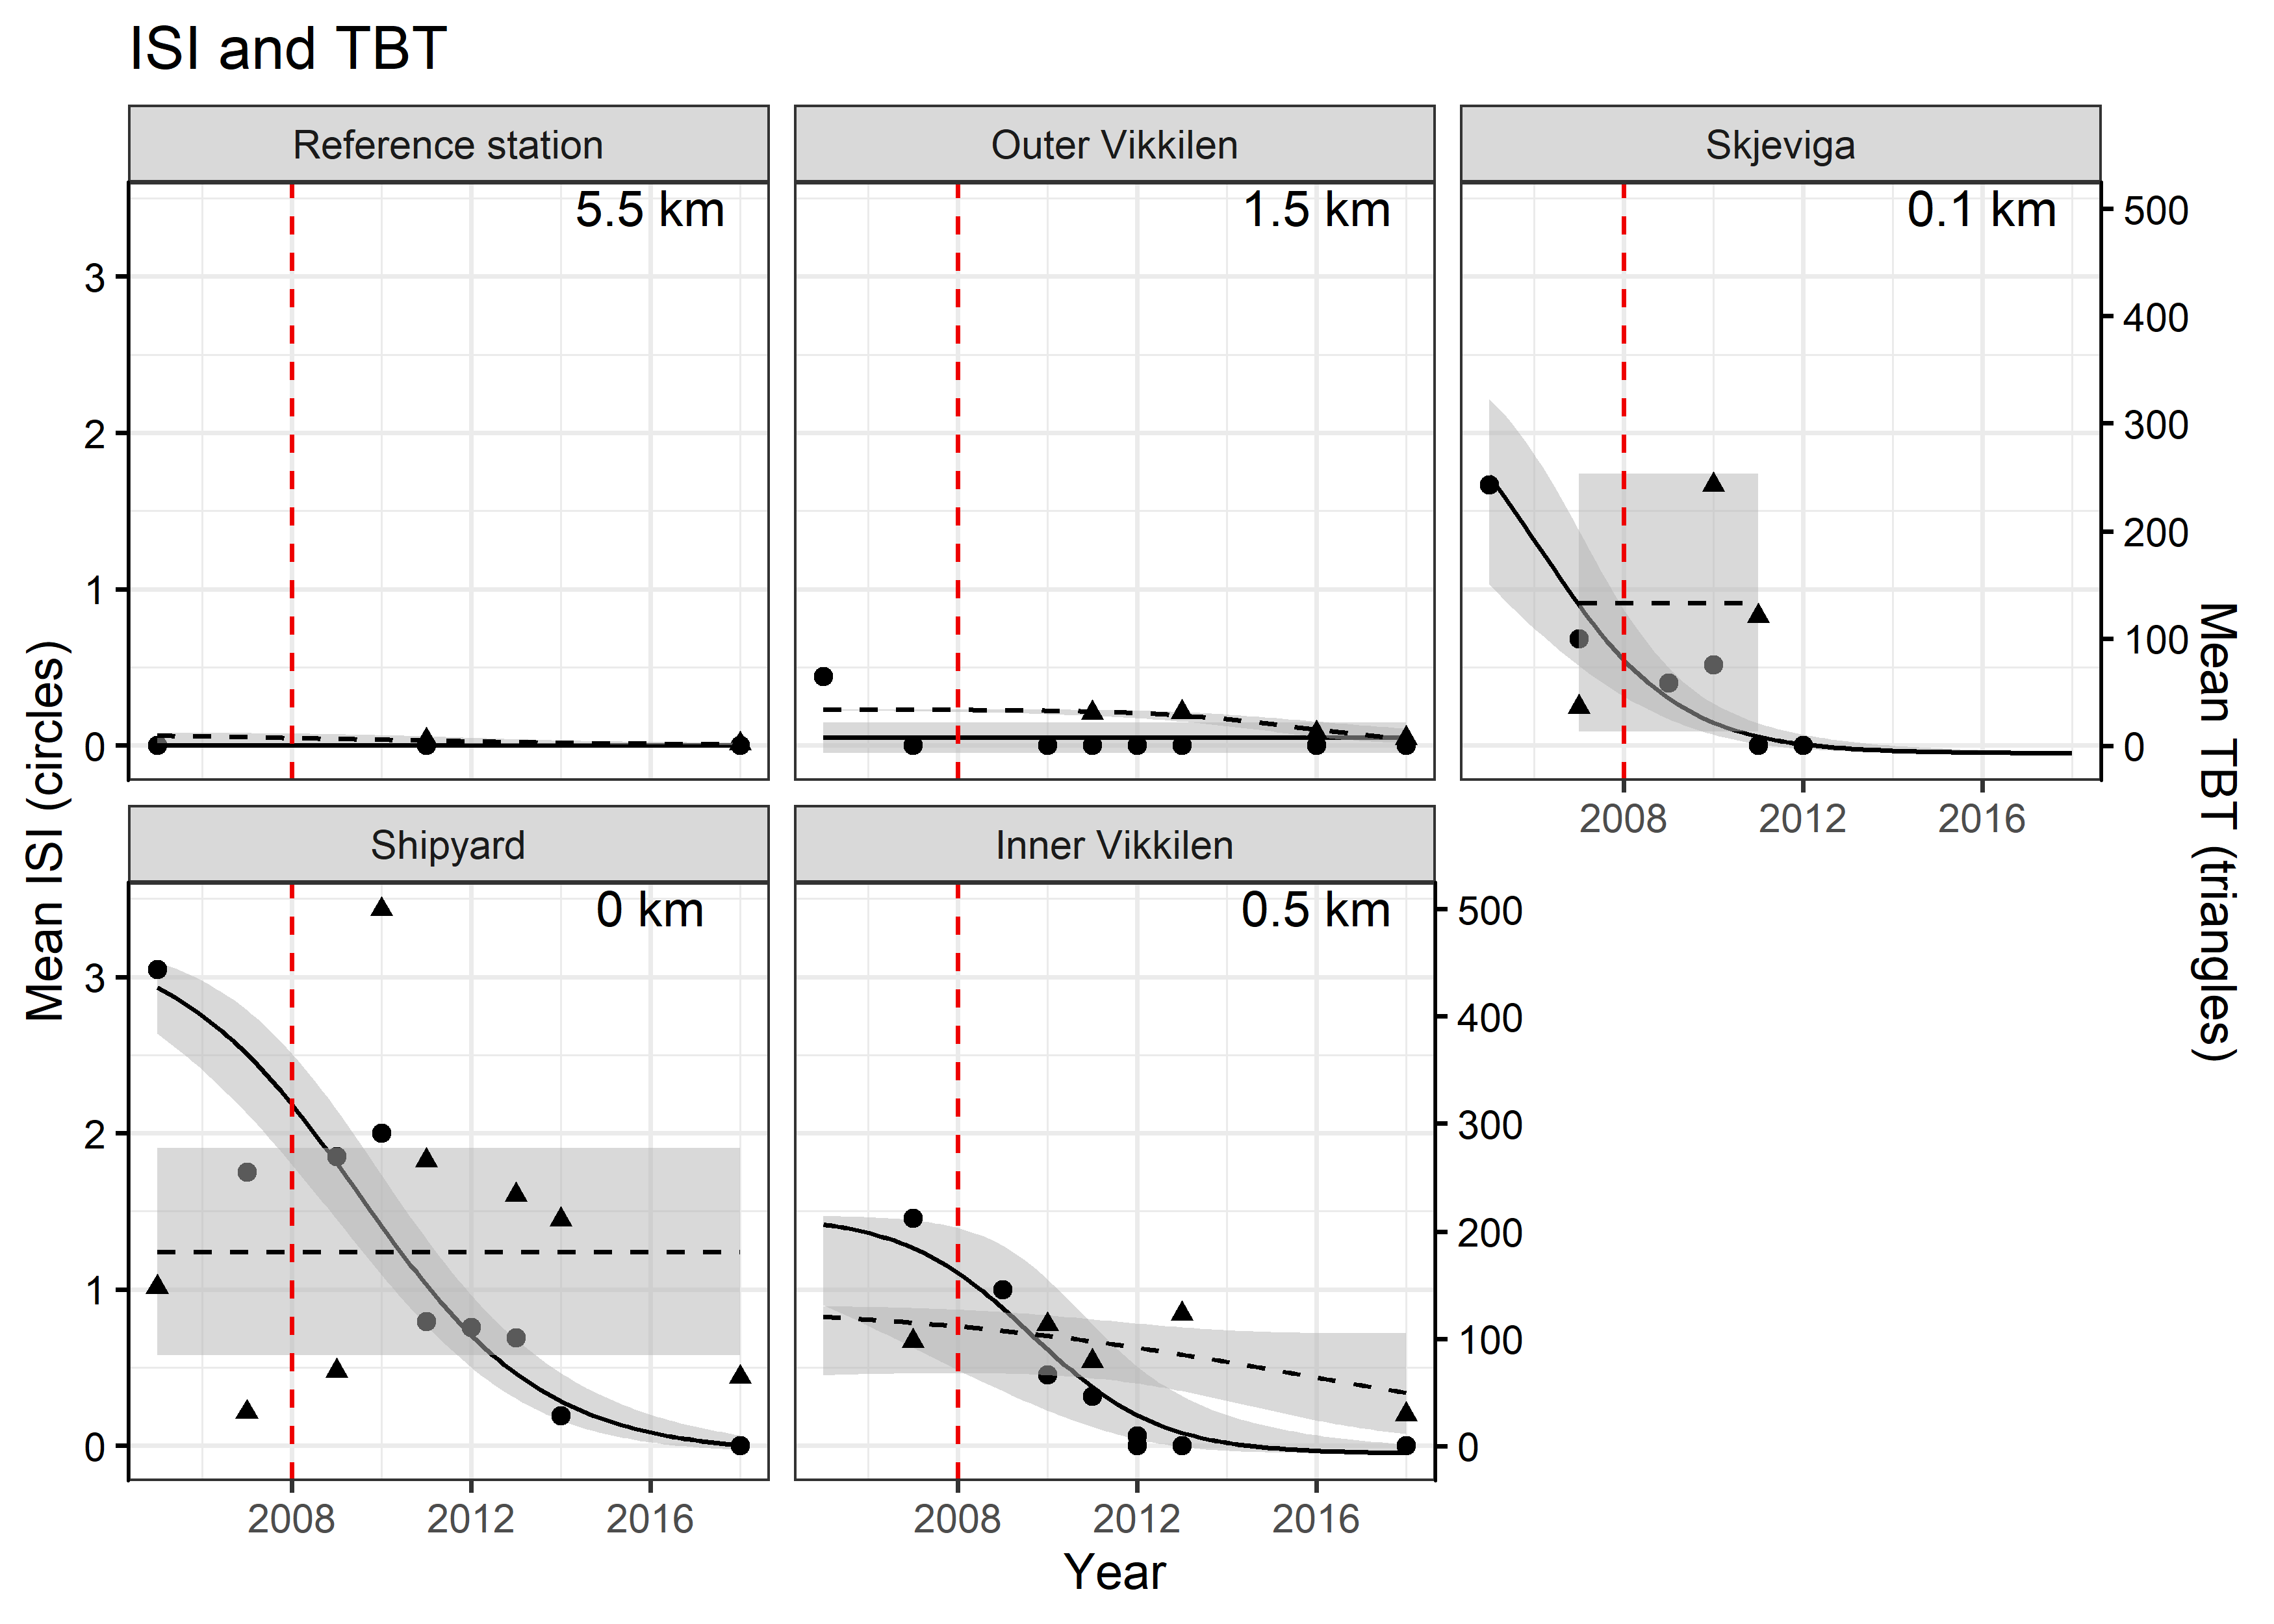 ISI and TBT
Reference station
Outer Vikkilen
Skjeviga
5.5 km
1.5 km
0.1 km
3
2
1
0
500
400
300
200
100
0
2008
2012
2016
Shipyard
Inner Vikkilen
0 km
0.5 km
3
2
1
0
500
400
300
200
100
0
2008
2012
2016
2008
2012
2016
Mean ISI (circles)
Mean TBT (triangles)
Year